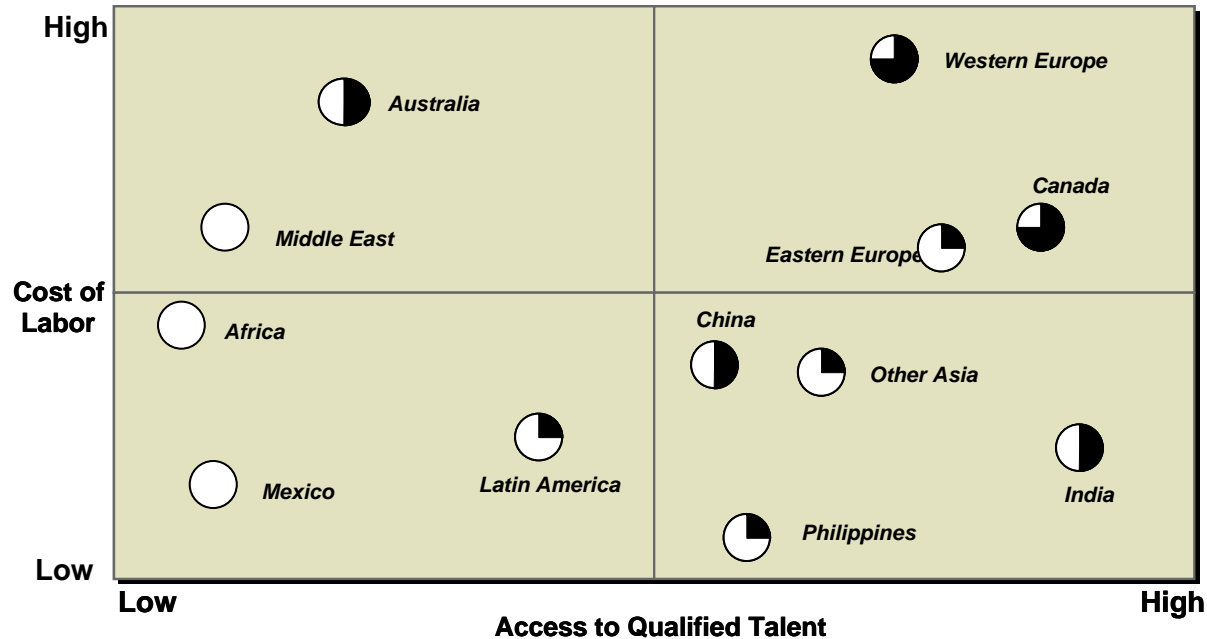 High
Western Europe
Australia
Canada
Middle East
Eastern Europe
Cost of
Labor
China
Africa
Other Asia
Latin America
Mexico
India
Philippines
Low
Low
High
Access to Qualified Talent